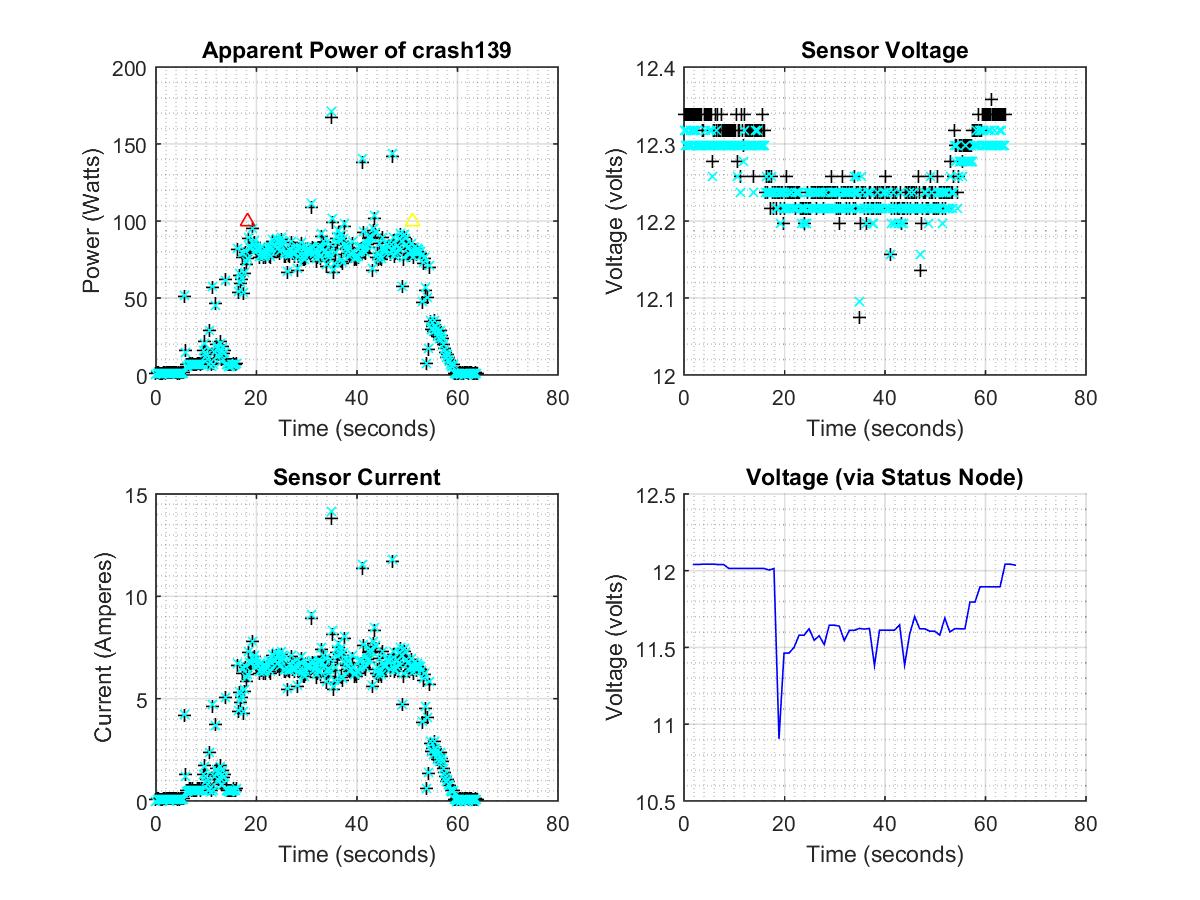 Apparent Power of crash139
200
150
100
50
0
Power (Watts)
0 20 40 60 80
Time (seconds)
Sensor Voltage
12.4
12.3
12.2
12.1
12
Voltage (volts)
0 20 40 60 80
Time (seconds)
Sensor Current
15
10
5
0
Current (Amperes)
0 20 40 60 80
Time (seconds)
Voltage (via Status Node)
12.5
12
11.5
11
10.5
Voltage (volts)
0 20 40 60 80
Time (seconds)